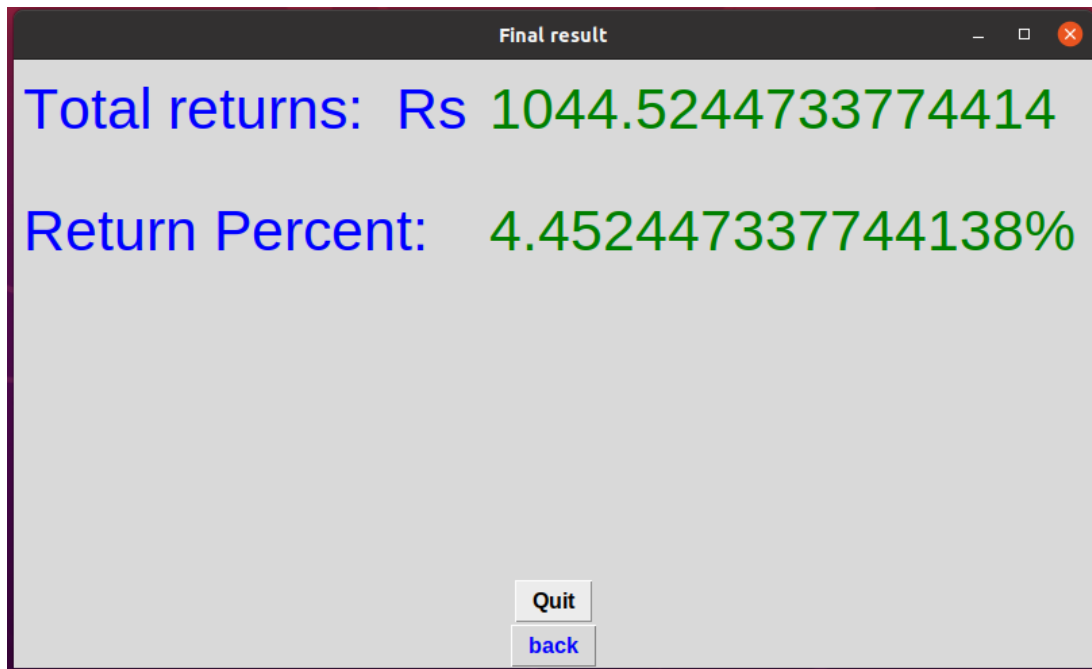 Final result
Total returns: Rs 1044.5244733774414
Return Percent: 4.452447337744138%
Quit
back